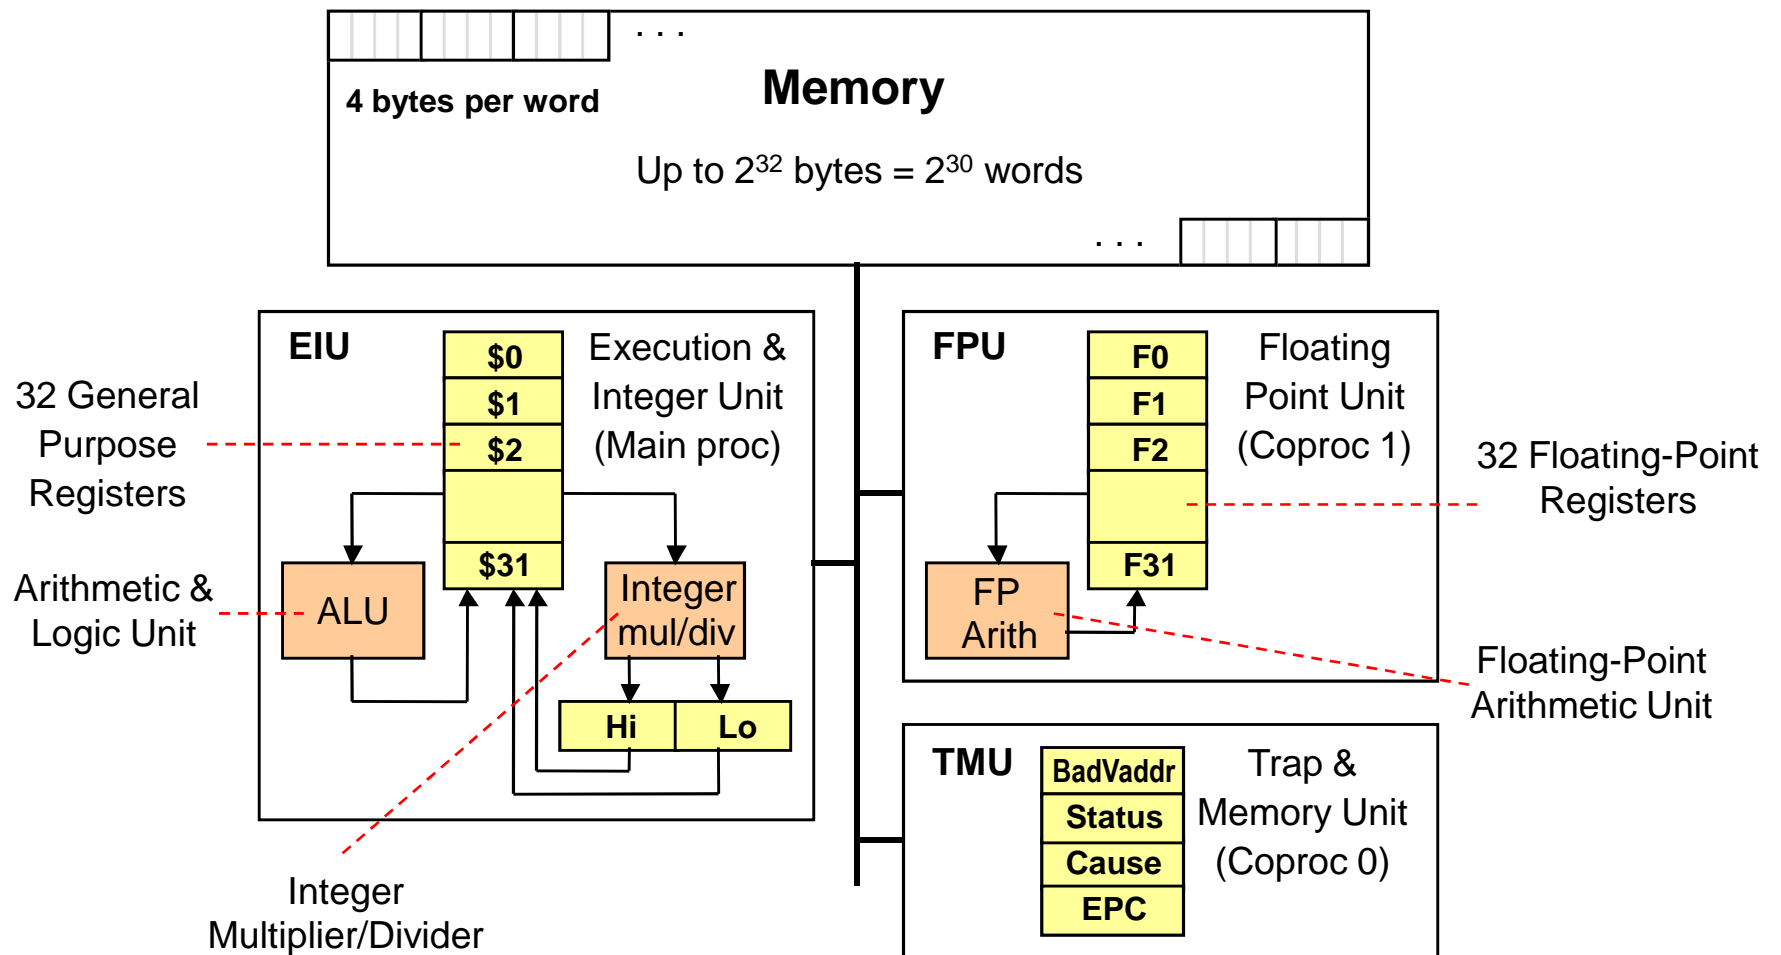 . . .
Memory
4 bytes per word
Up to 2³² bytes = 2³⁰ words
. . .
EIU
$0
$1
$2
$31
Execution &
Integer Unit
(Main proc)
32 General
Purpose
Registers
Arithmetic &
Logic Unit
ALU
Integer
mul/div
Hi
Lo
Integer
Multiplier/Divider
FPU
F0
F1
F2
F31
Floating
Point Unit
(Coproc 1)
32 Floating-Point
Registers
FP
Arith
Floating-Point
Arithmetic Unit
TMU
BadVaddr
Status
Cause
EPC
Trap &
Memory Unit
(Coproc 0)